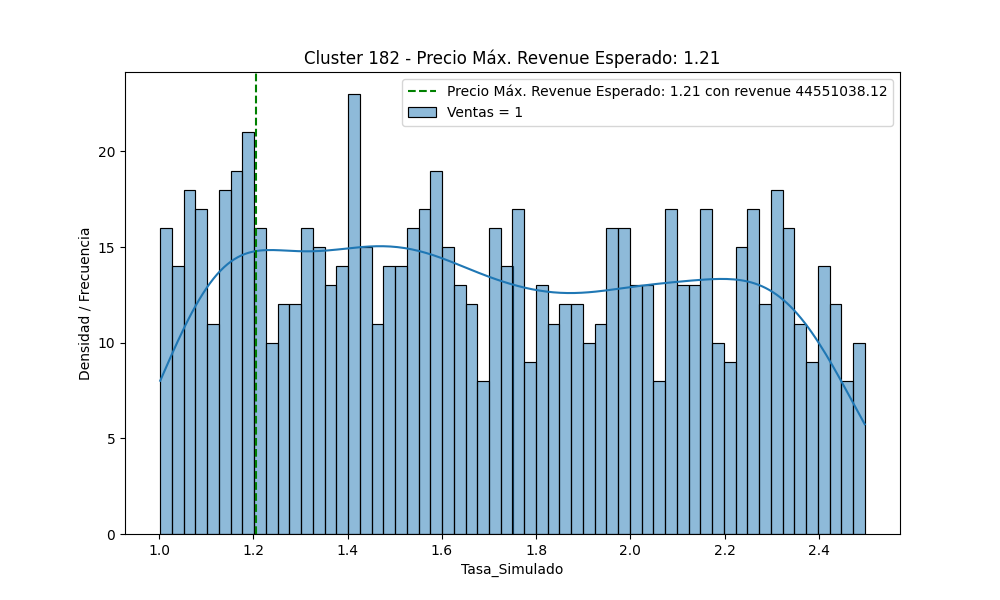 Cluster 182 - Precio Máx. Revenue Esperado: 1.21
Precio Máx. Revenue Esperado: 1.21 con revenue 44551038.12
Ventas = 1
Densidad / Frecuencia
20
15
10
5
0
1.0 1.2 1.4 1.6 1.8 2.0 2.2 2.4
Tasa_Simulado